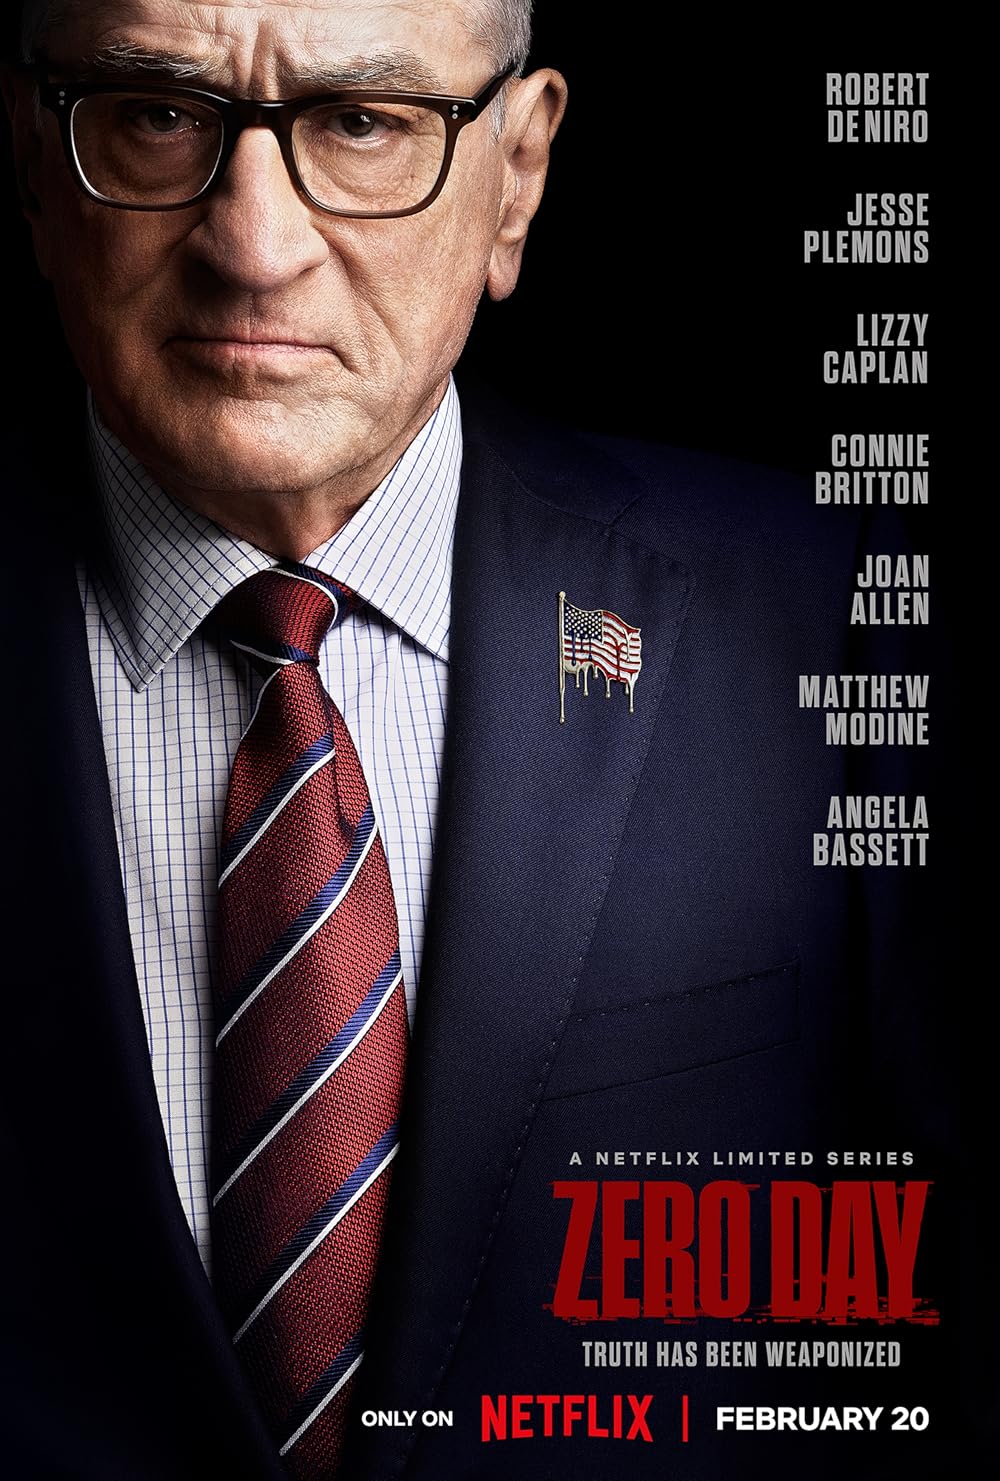 ROBERT
DE NIRO
JESSE
PLEMONS
LIZZY
CAPLAN
CONNIE
BRITTON
JOAN
ALLEN
MATTHEW
MODINE
ANGELA
BASSETT
A NETFLIX LIMITED SERIES
ZERO DAY
TRUTH HAS BEEN WEAPONIZED
ONLY ON NETFLIX | FEBRUARY 20